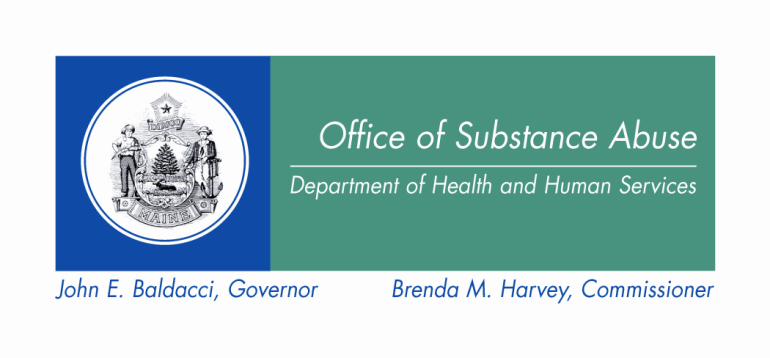 DIRIGO
MAINE
Office of Substance Abuse
Department of Health and Human Services
John E. Baldacci, Governor
Brenda M. Harvey, Commissioner